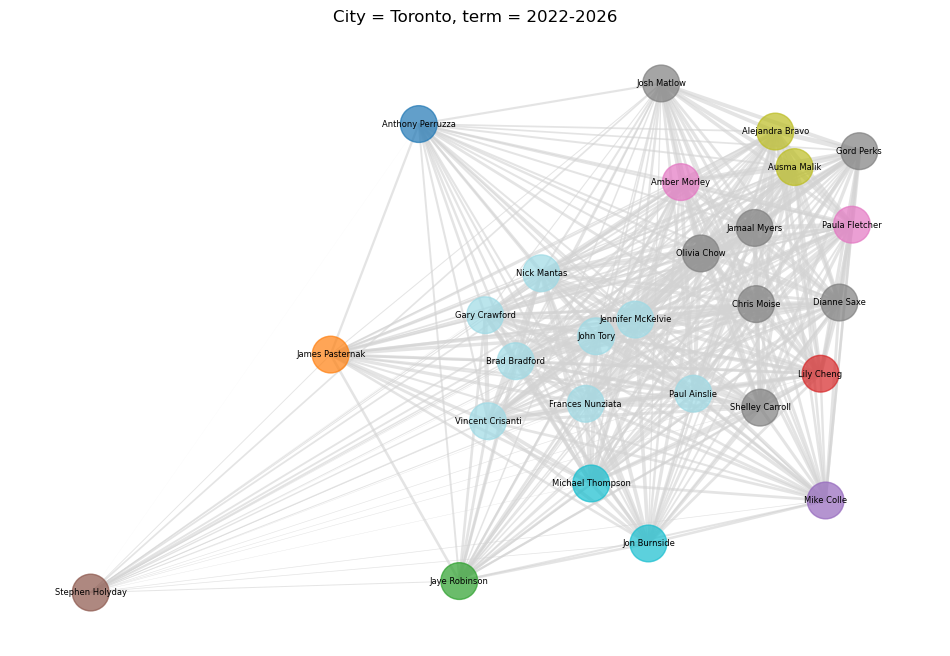 City = Toronto, term = 2022-2026
Josh Matlow
Anthony Perruzza
Alejandra Bravo
Gord Perks
Ausma Malik
Amber Morley
Paula Fletcher
Jamaal Myers
Olivia Chow
Nick Mantas
Dianne Saxe
Chris Moise
Gary Crawford
Jennifer McKelvie
John Tory
James Pasternak
Brad Bradford
Lily Cheng
Paul Ainslie
Frances Nunziata
Shelley Carroll
Vincent Crisanti
Michael Thompson
Mike Colle
Jon Burnside
Jaye Robinson
Stephen Holyday